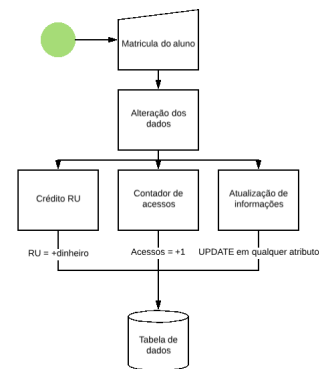 Matricula do aluno
Alteração dos
dados
Crédito RU
Contador de
acessos
Atualização de
informações
RU = +dinheiro
Acessos = +1
UPDATE em qualquer atributo
Tabela de
dados